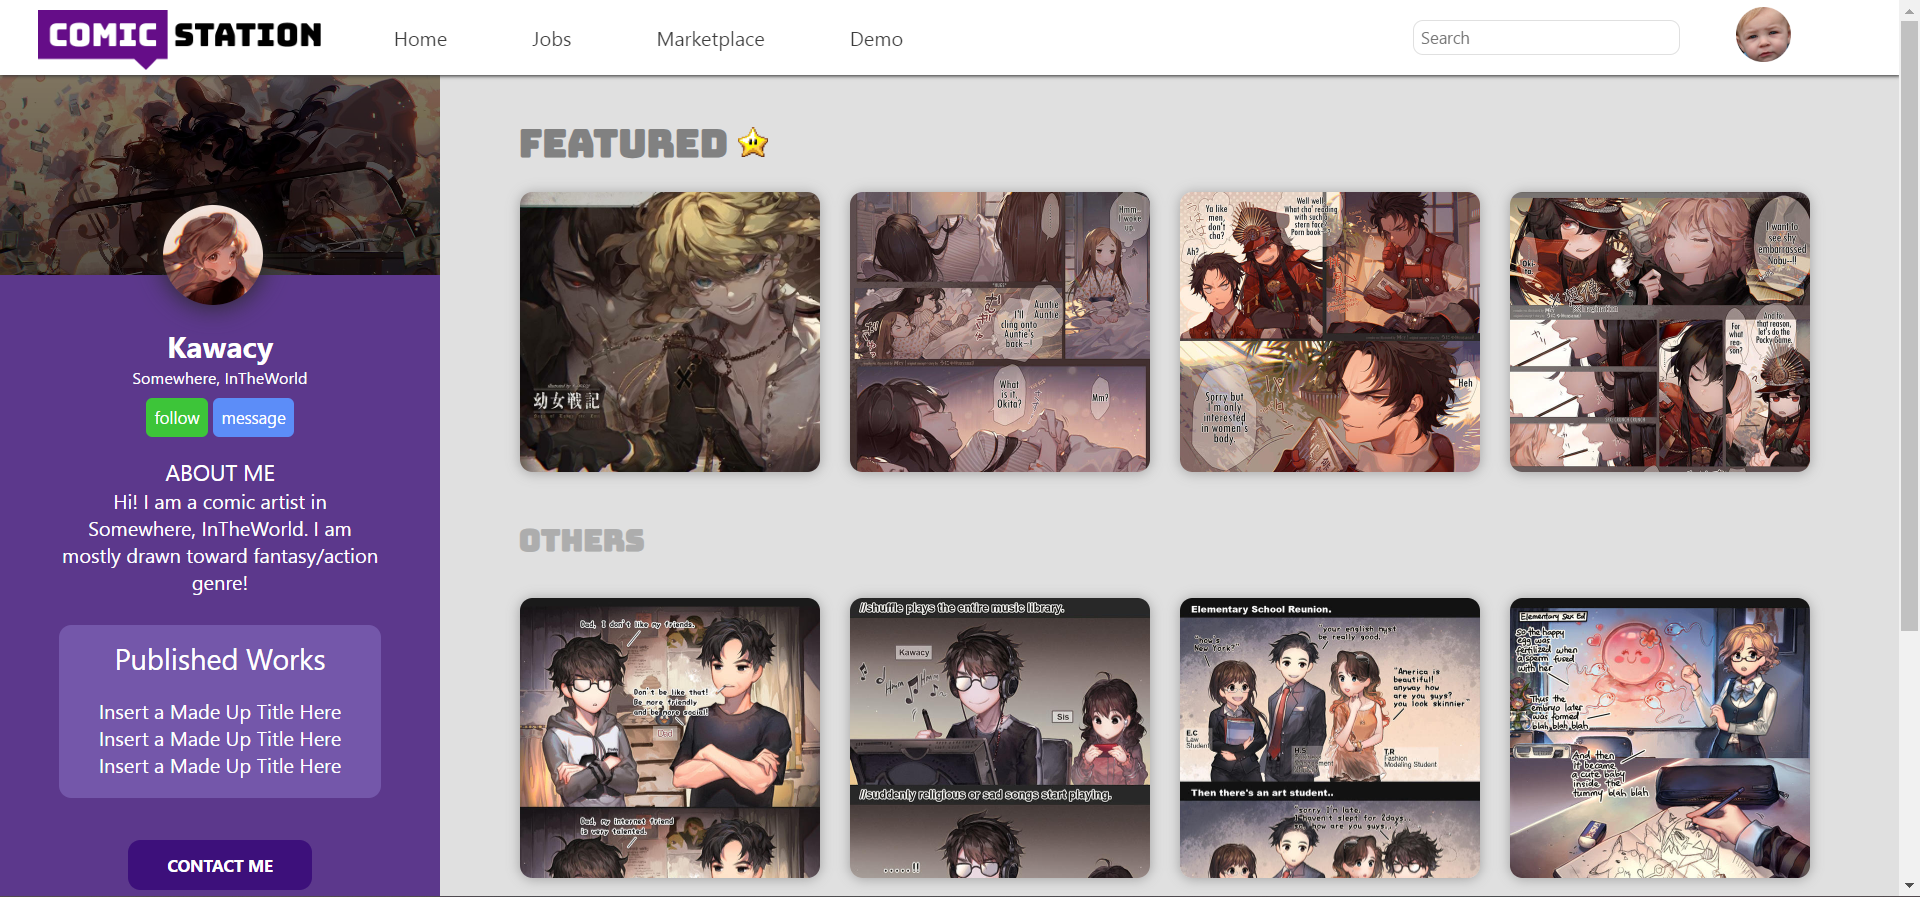 COMIC STATION
Home
Jobs
Marketplace
Demo
Search
Kawacy
Somewhere, InTheWorld
follow
message
ABOUT ME
Hi! I am a comic artist in
Somewhere, InTheWorld. I am
mostly drawn toward fantasy/action
genre!
Published Works
Insert a Made Up Title Here
Insert a Made Up Title Here
Insert a Made Up Title Here
CONTACT ME
FEATURED
幼女戦記
Hmm..
I woke
up.
Auntie
Auntie
I'll
cling onto
Auntie's
back~!
What
is it,
Okita?
Mm?
Ya like
men,
don't
cha?
Ah?
Well well!
What cha' reading
with such a
stern face?
Porn book~?
Sorry but
I'm only
interested
in women's
body.
Heh
Oki-
ta.
I want to
see shy,
embarrassed
Nobu~!!
For
what
rea-
son?
And for
that reason,
let's do the
Pocky Game.
OTHERS
Dad, I don't like my friends.
Don't be like that!
Be more friendly
and be more social!
Dad
Dad, my internet friend
is very talented.
//shuffle plays the entire music library.
Kawacy
Hmm
Hmm
Sis
//suddenly religious or sad songs start playing.
.....!!
Elementary School Reunion.
"how's
New York?"
"your english must
be really good."
"America is
beautiful!
anyway how
are you guys?
you look skinnier"
E.C
Law
Student
H.S
T.R
Fashion
Modeling Student
Then there's an art student..
"sorry I'm late,
I haven't slept for 2days...
so, how are you guys..
Elementary Sex Ed
So the happy
egg was
fertilized when
a sperm fused
with her
Thus the
embryo later
was formed
blah,blah,blah
And then
it became
a cute baby
inside the
tummy blah blah